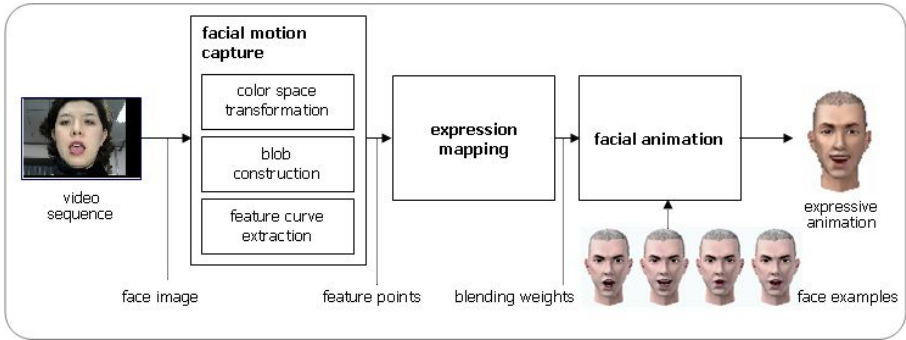 facial motion
capture
color space
transformation
blob
construction
feature curve
extraction
expression
mapping
facial animation
video
sequence
expressive
animation
face image
feature points
blending weights
face examples